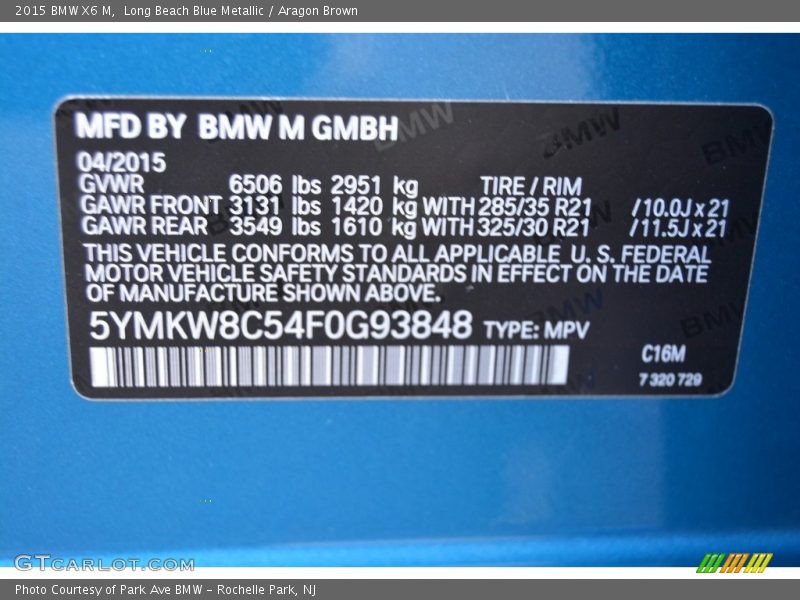 2015 BMW X6 M,  Long Beach Blue Metallic / Aragon Brown
MFD BY BMW M GMBH
04/2015
GVWR 6506 lbs 2951 kg TIRE / RIM
GAWR FRONT 3131 lbs 1420 kg WITH 285/35 R21 /10.0J x 21
GAWR REAR 3549 lbs 1610 kg WITH 325/30 R21 /11.5J x 21
THIS VEHICLE CONFORMS TO ALL APPLICABLE U. S. FEDERAL
MOTOR VEHICLE SAFETY STANDARDS IN EFFECT ON THE DATE
OF MANUFACTURE SHOWN ABOVE.
5YMKW8C54F0G93848 TYPE: MPV
C16M
7 320 729
GTCARLOT.COM
Photo Courtesy of Park Ave BMW - Rochelle Park, NJ